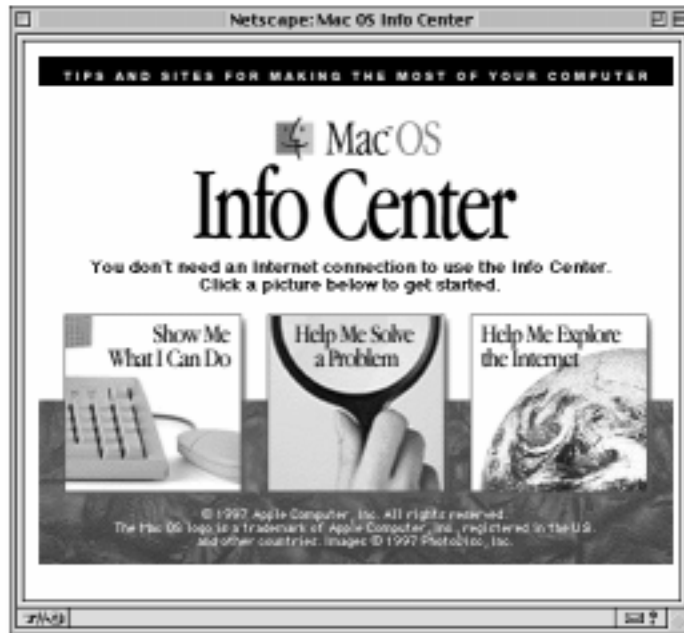 Netscape: Mac OS Info Center
TIPS AND SITES FOR MAKING THE MOST OF YOUR COMPUTER
Mac™OS
Info Center
You don't need an Internet connection to use the Info Center.
Click a picture below to get started.
Show Me
What I Can Do
Help Me Solve
a Problem
Help Me Explore
the Internet
© 1997 Apple Computer, Inc. All rights reserved.
The Mac OS logo is a trademark of Apple Computer, Inc., registered in the U.S.
and other countries. Images © 1997 PhotoDisc, Inc.
?